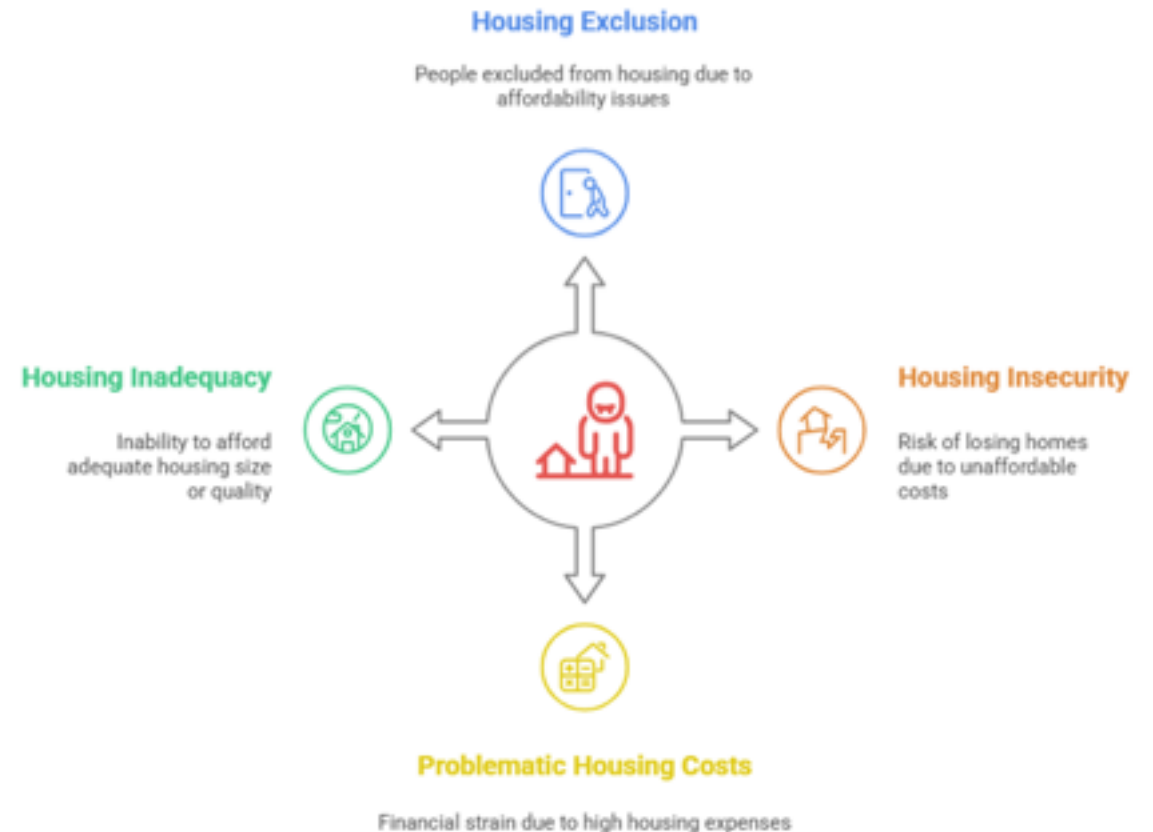 Housing Exclusion
People excluded from housing due to
affordability issues
Housing Inadequacy
Inability to afford
adequate housing size
or quality
Housing Insecurity
Risk of losing homes
due to unaffordable
costs
Problematic Housing Costs
Financial strain due to high housing expenses